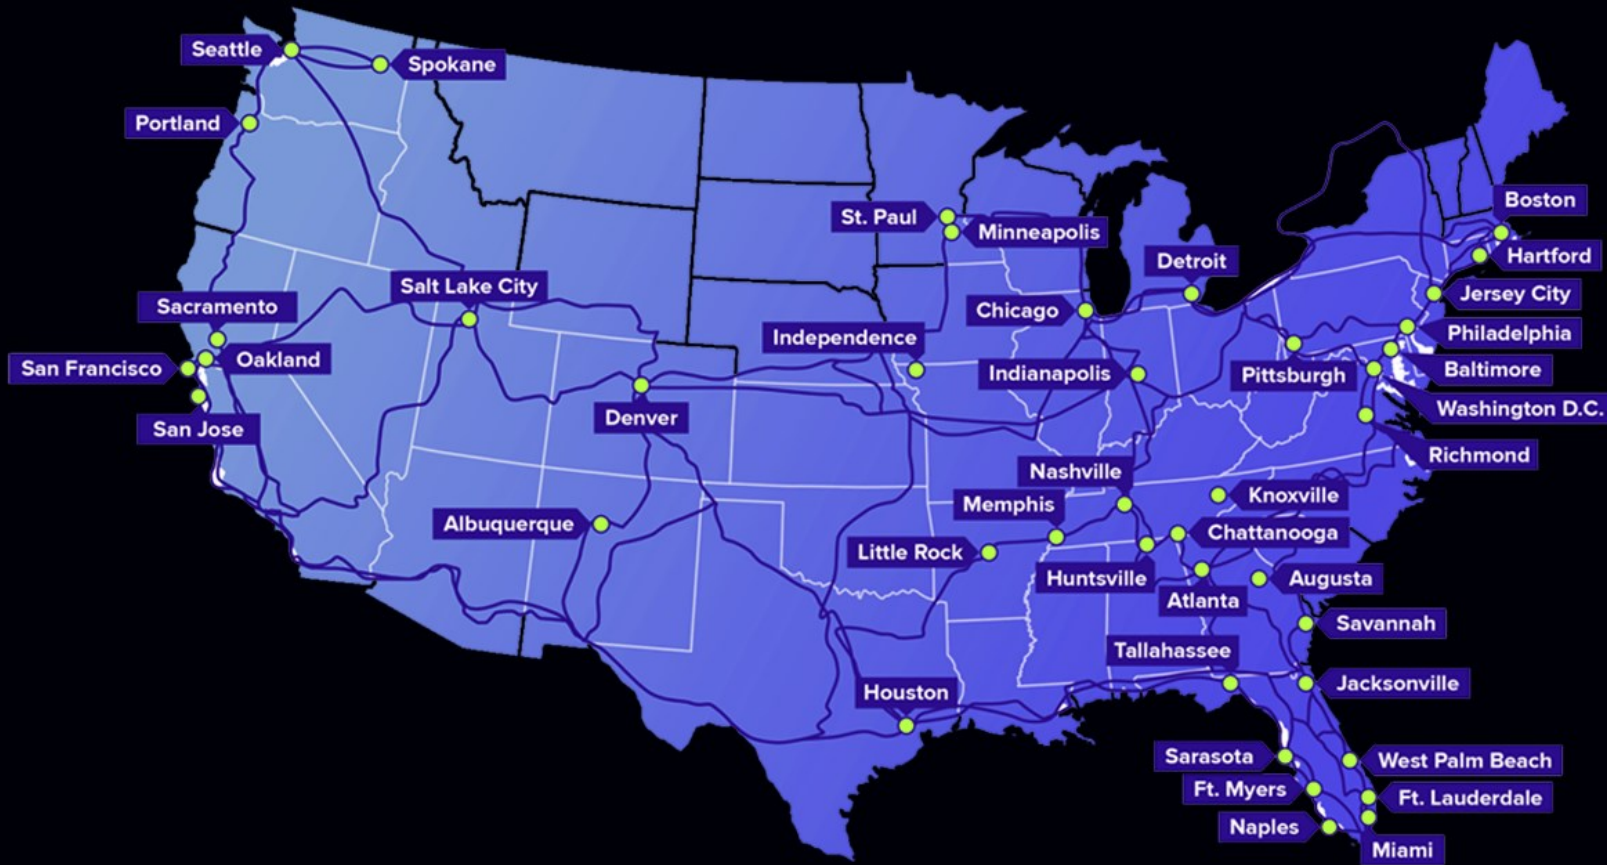 Seattle
Spokane
Portland
Boston
St. Paul
Minneapolis
Hartford
Detroit
Salt Lake City
Jersey City
Sacramento
Chicago
Philadelphia
Independence
Oakland
San Francisco
Indianapolis
Pittsburgh
Baltimore
Washington D.C.
Denver
San Jose
Richmond
Nashville
Knoxville
Memphis
Albuquerque
Chattanooga
Little Rock
Huntsville
Augusta
Atlanta
Savannah
Tallahassee
Jacksonville
Houston
Sarasota
West Palm Beach
Ft. Myers
Ft. Lauderdale
Naples
Miami